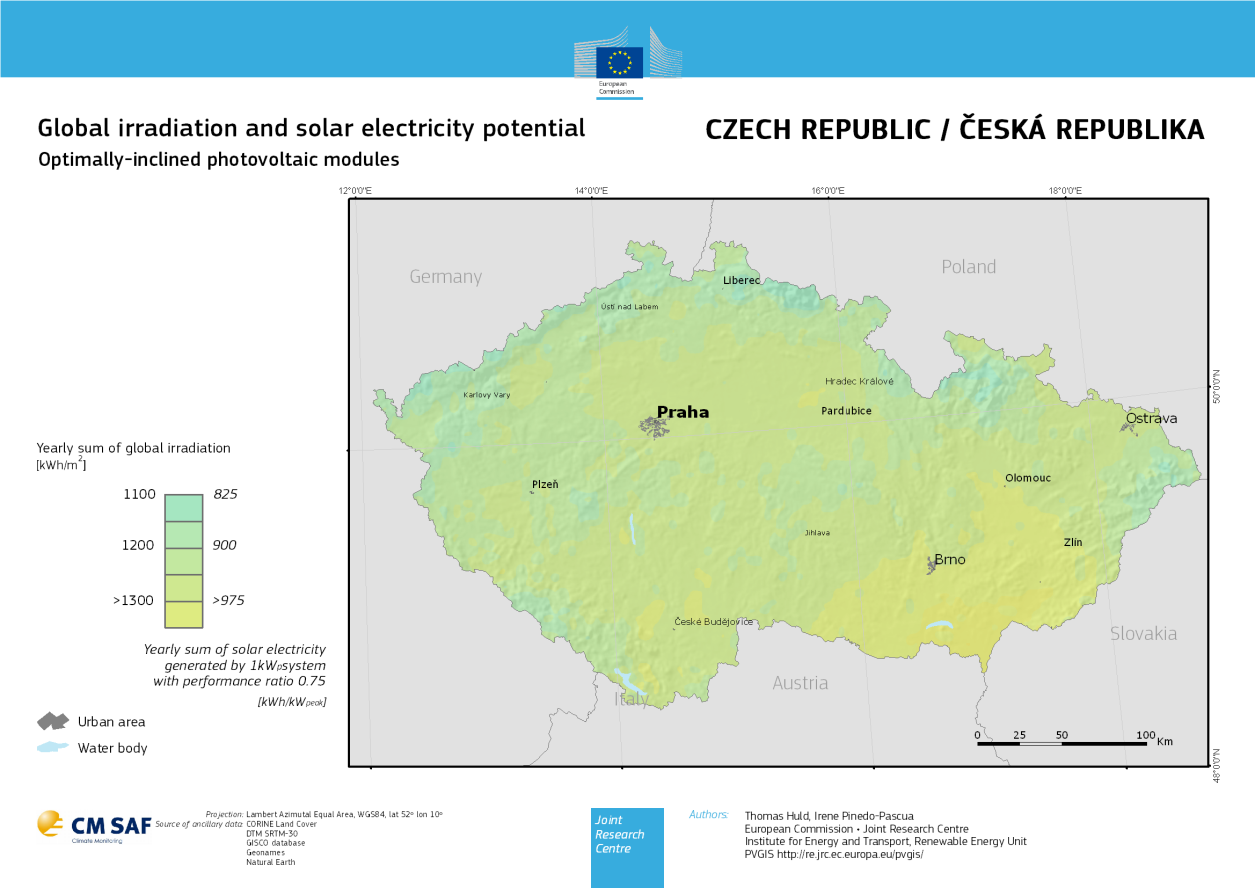 European
Commission
Global irradiation and solar electricity potential
Optimally-inclined photovoltaic modules
CZECH REPUBLIC / ČESKÁ REPUBLIKA
12°00'0"E
14°0'0"E
16°0'0"E
18°0'0"E
Germany
Poland
Liberec
Ústí nad Labem
Hradec Králové
50°0'0"N
Karlovy Vary
Praha
Pardubice
Ostrava
Yearly sum of global irradiation
[kWh/m2]
Plzeň
Olomouc
1100 825
1200 900
>1300 >975
Jihlava
Zlín
Brno
České Budějovice
Slovakia
Yearly sum of solar electricity
generated by 1kWp system
with performance ratio 0.75
[kWh/kWpeak]
Austria
Italy
Urban area
Water body
0 25 50 100 Km
48°0'0"N
CM SAF
Climate Monitoring
Projection: Lambert Azimutal Equal Area, WGS84, lat 52º lon 10º
Source of ancillary data: CORINE Land Cover
DTM SRTM-30
GISCO database
Geonames
Natural Earth
Joint
Research
Centre
Authors: Thomas Huld, Irene Pinedo-Pascua
European Commission • Joint Research Centre
Institute for Energy and Transport, Renewable Energy Unit
PVGIS http://re.jrc.ec.europa.eu/pvgis/